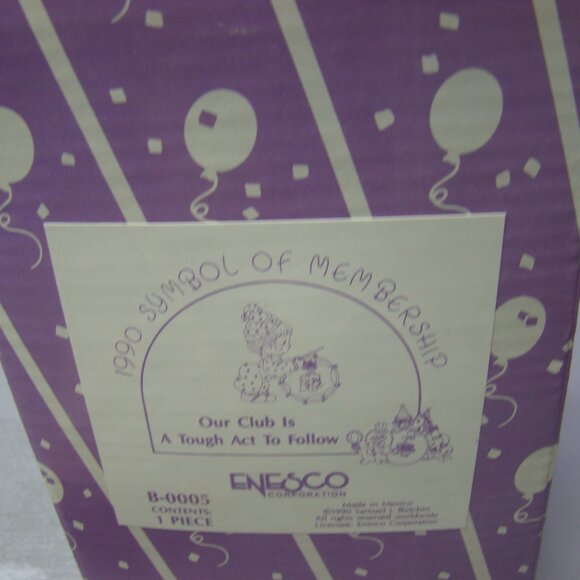 1990 SYMBOL OF MEMBERSHIP
Our Club Is
A Tough Act To Follow
ENESCO
CORPORATION
B-0005
CONTENTS:
1 PIECE
Made in Mexico
©1990 Samuel J. Butcher
All rights reserved worldwide
Licensee, Enesco Corporation